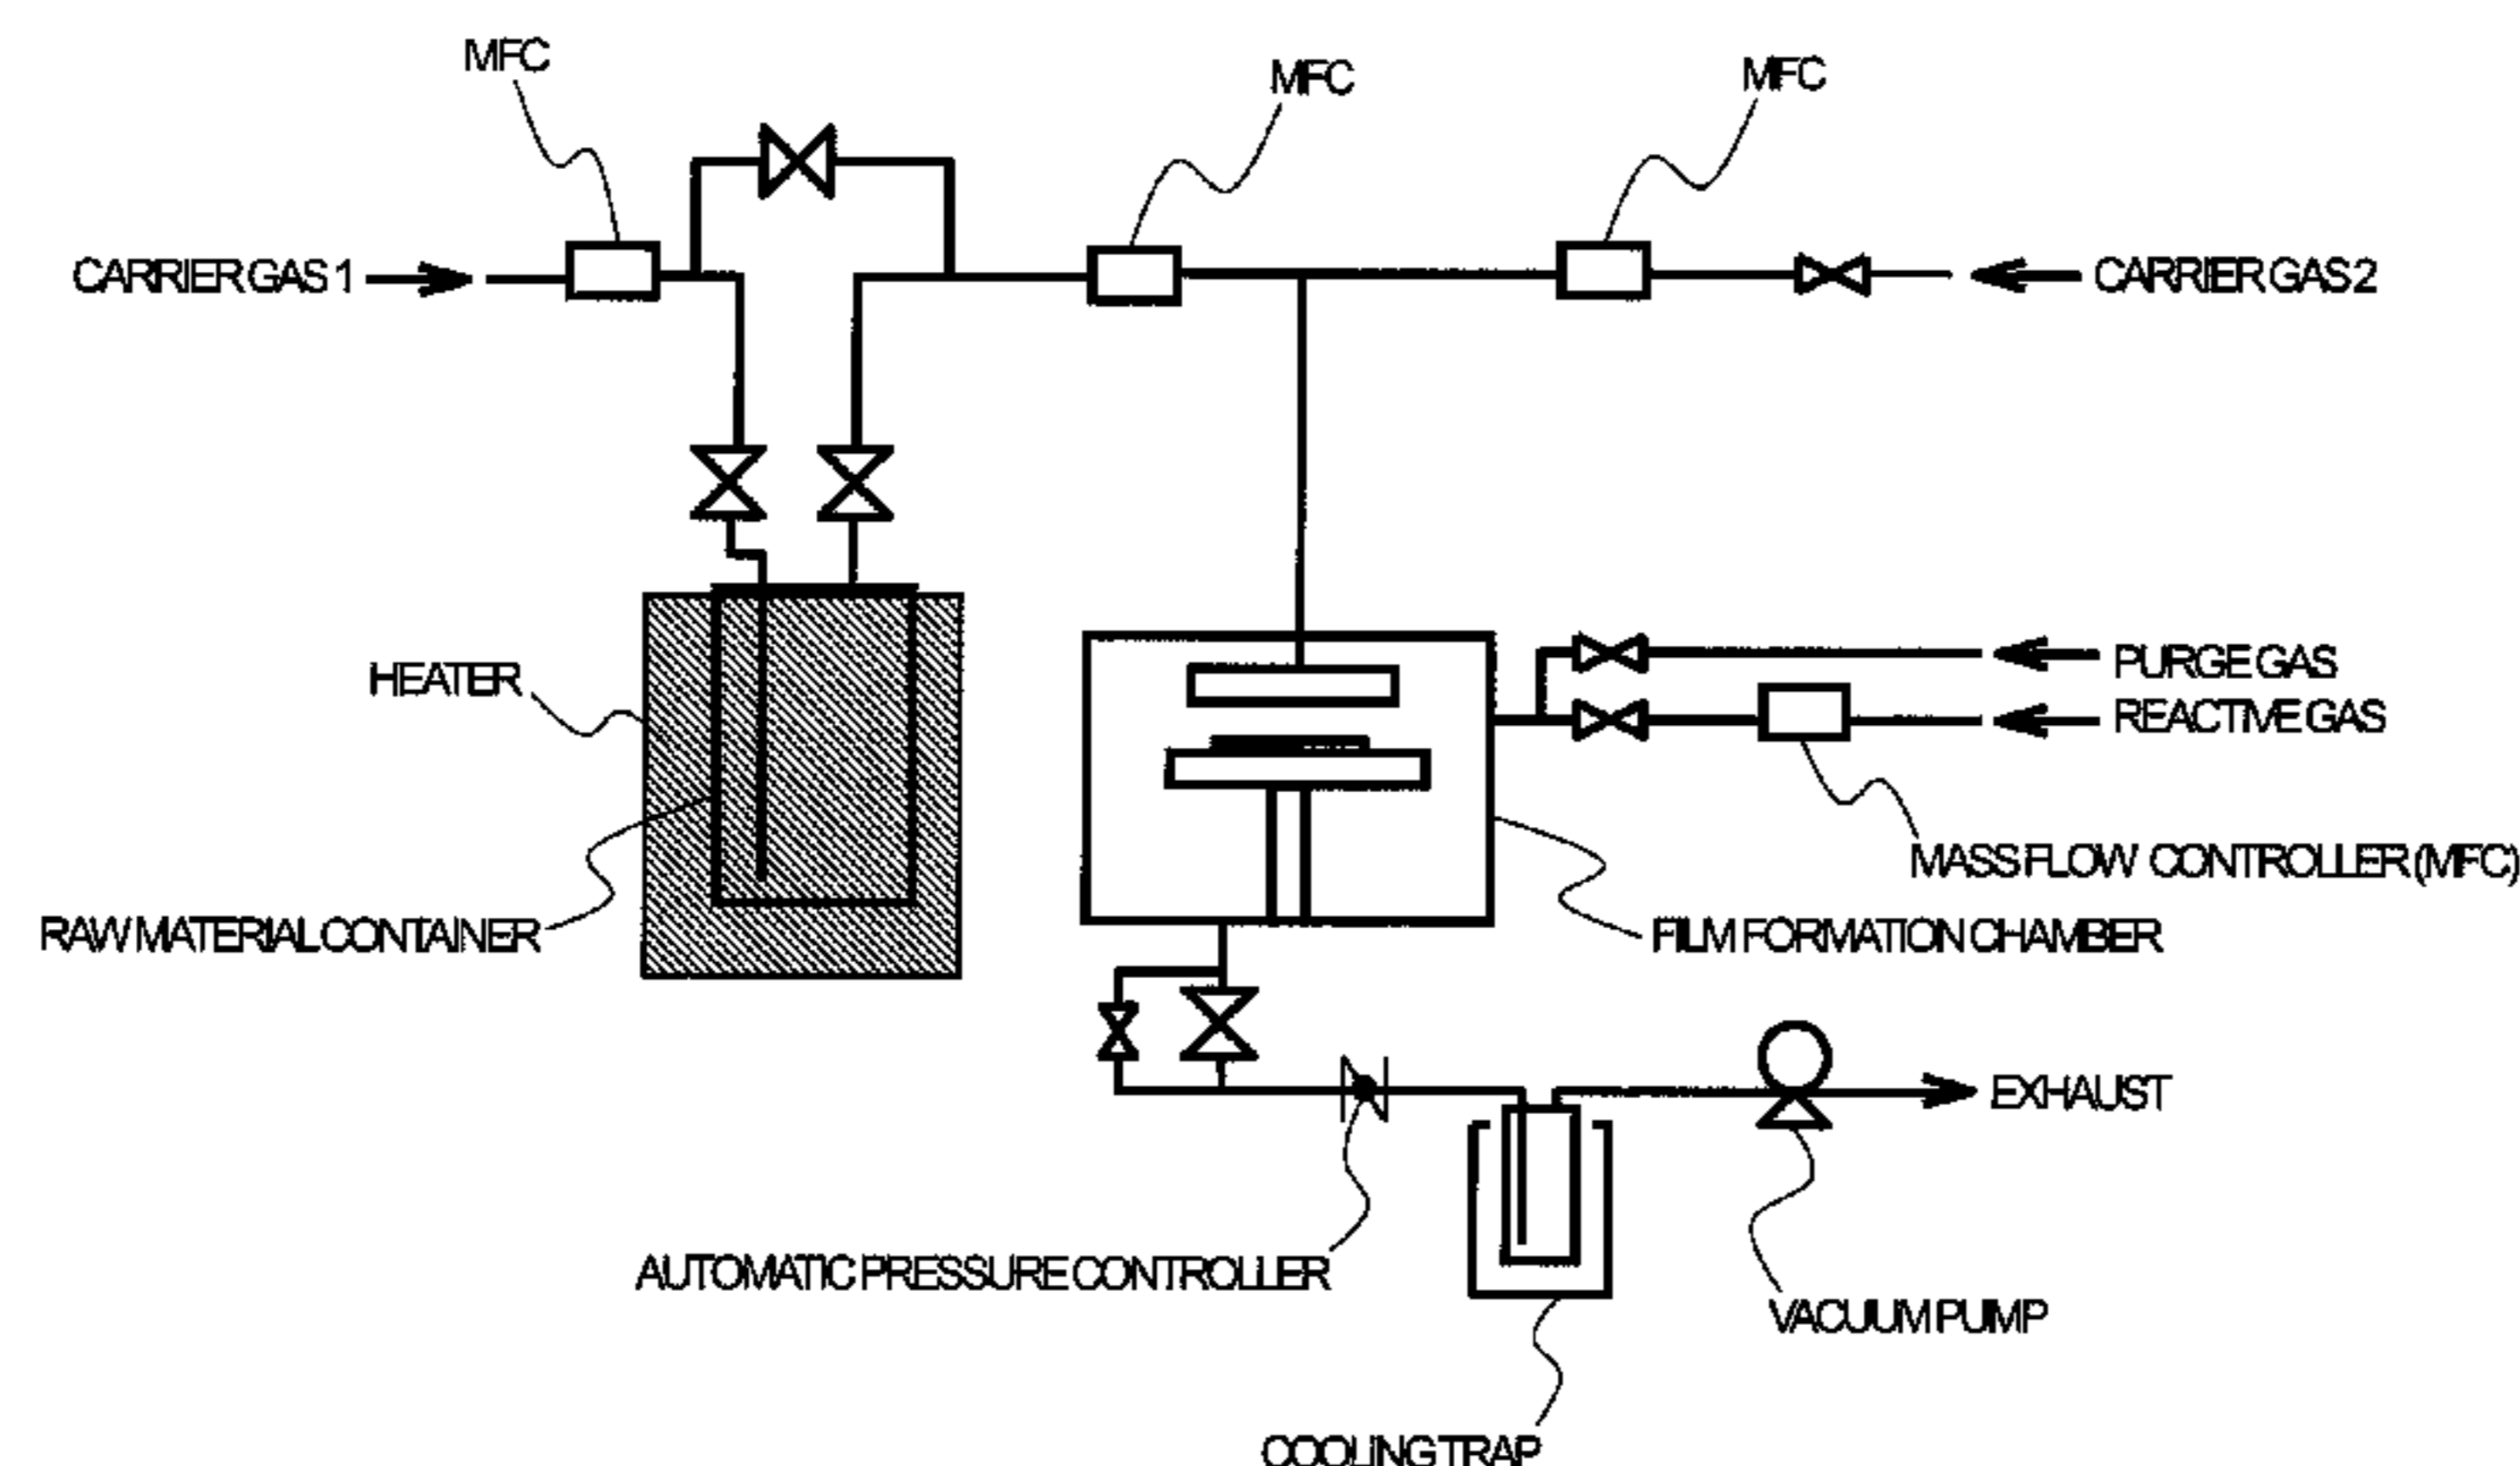 MFC
MFC
MFC
CARRIER GAS 1
CARRIER GAS 2
HEATER
PURGE GAS
REACTIVE GAS
MASS FLOW CONTROLLER (MFC)
RAW MATERIAL CONTAINER
FILM FORMATION CHAMBER
EXHAUST
AUTOMATIC PRESSURE CONTROLLER
VACUUM PUMP
COOLING TRAP